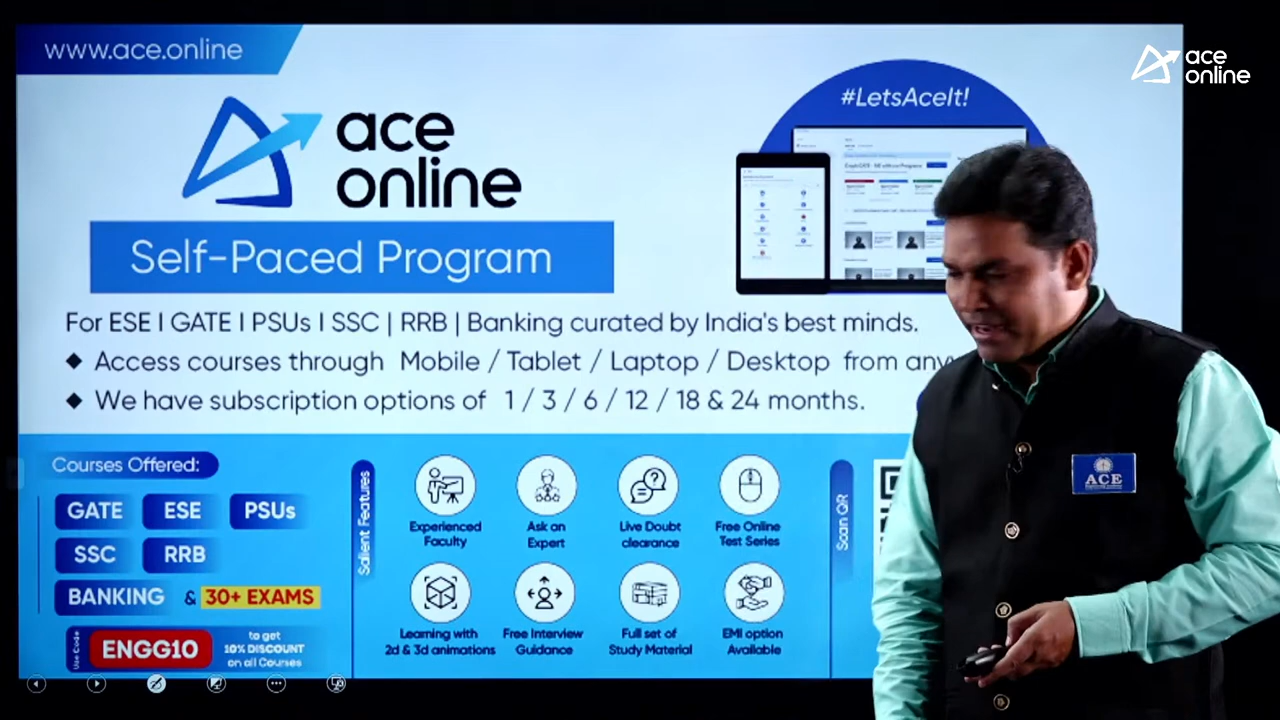 www.ace.online
ace
online
#LetsAceIt!
ace
online
Self-Paced Program
For ESE I GATE I PSUs I SSC | RRB | Banking curated by India's best minds.
◆ Access courses through Mobile / Tablet / Laptop / Desktop from any
◆ We have subscription options of 1 / 3 / 6 / 12 / 18 & 24 months.
Courses Offered:
GATE ESE PSUs
SSC RRB
BANKING & 30+ EXAMS
Use Code
ENGG10
to get
10% DISCOUNT
on all Courses
Salient Features
Experienced
Faculty
Ask an
Expert
Live Doubt
clearance
Free Online
Test Series
Learning with
2d & 3d animations
Free Interview
Guidance
Full set of
Study Material
EMI option
Available
Scan QR
ACE